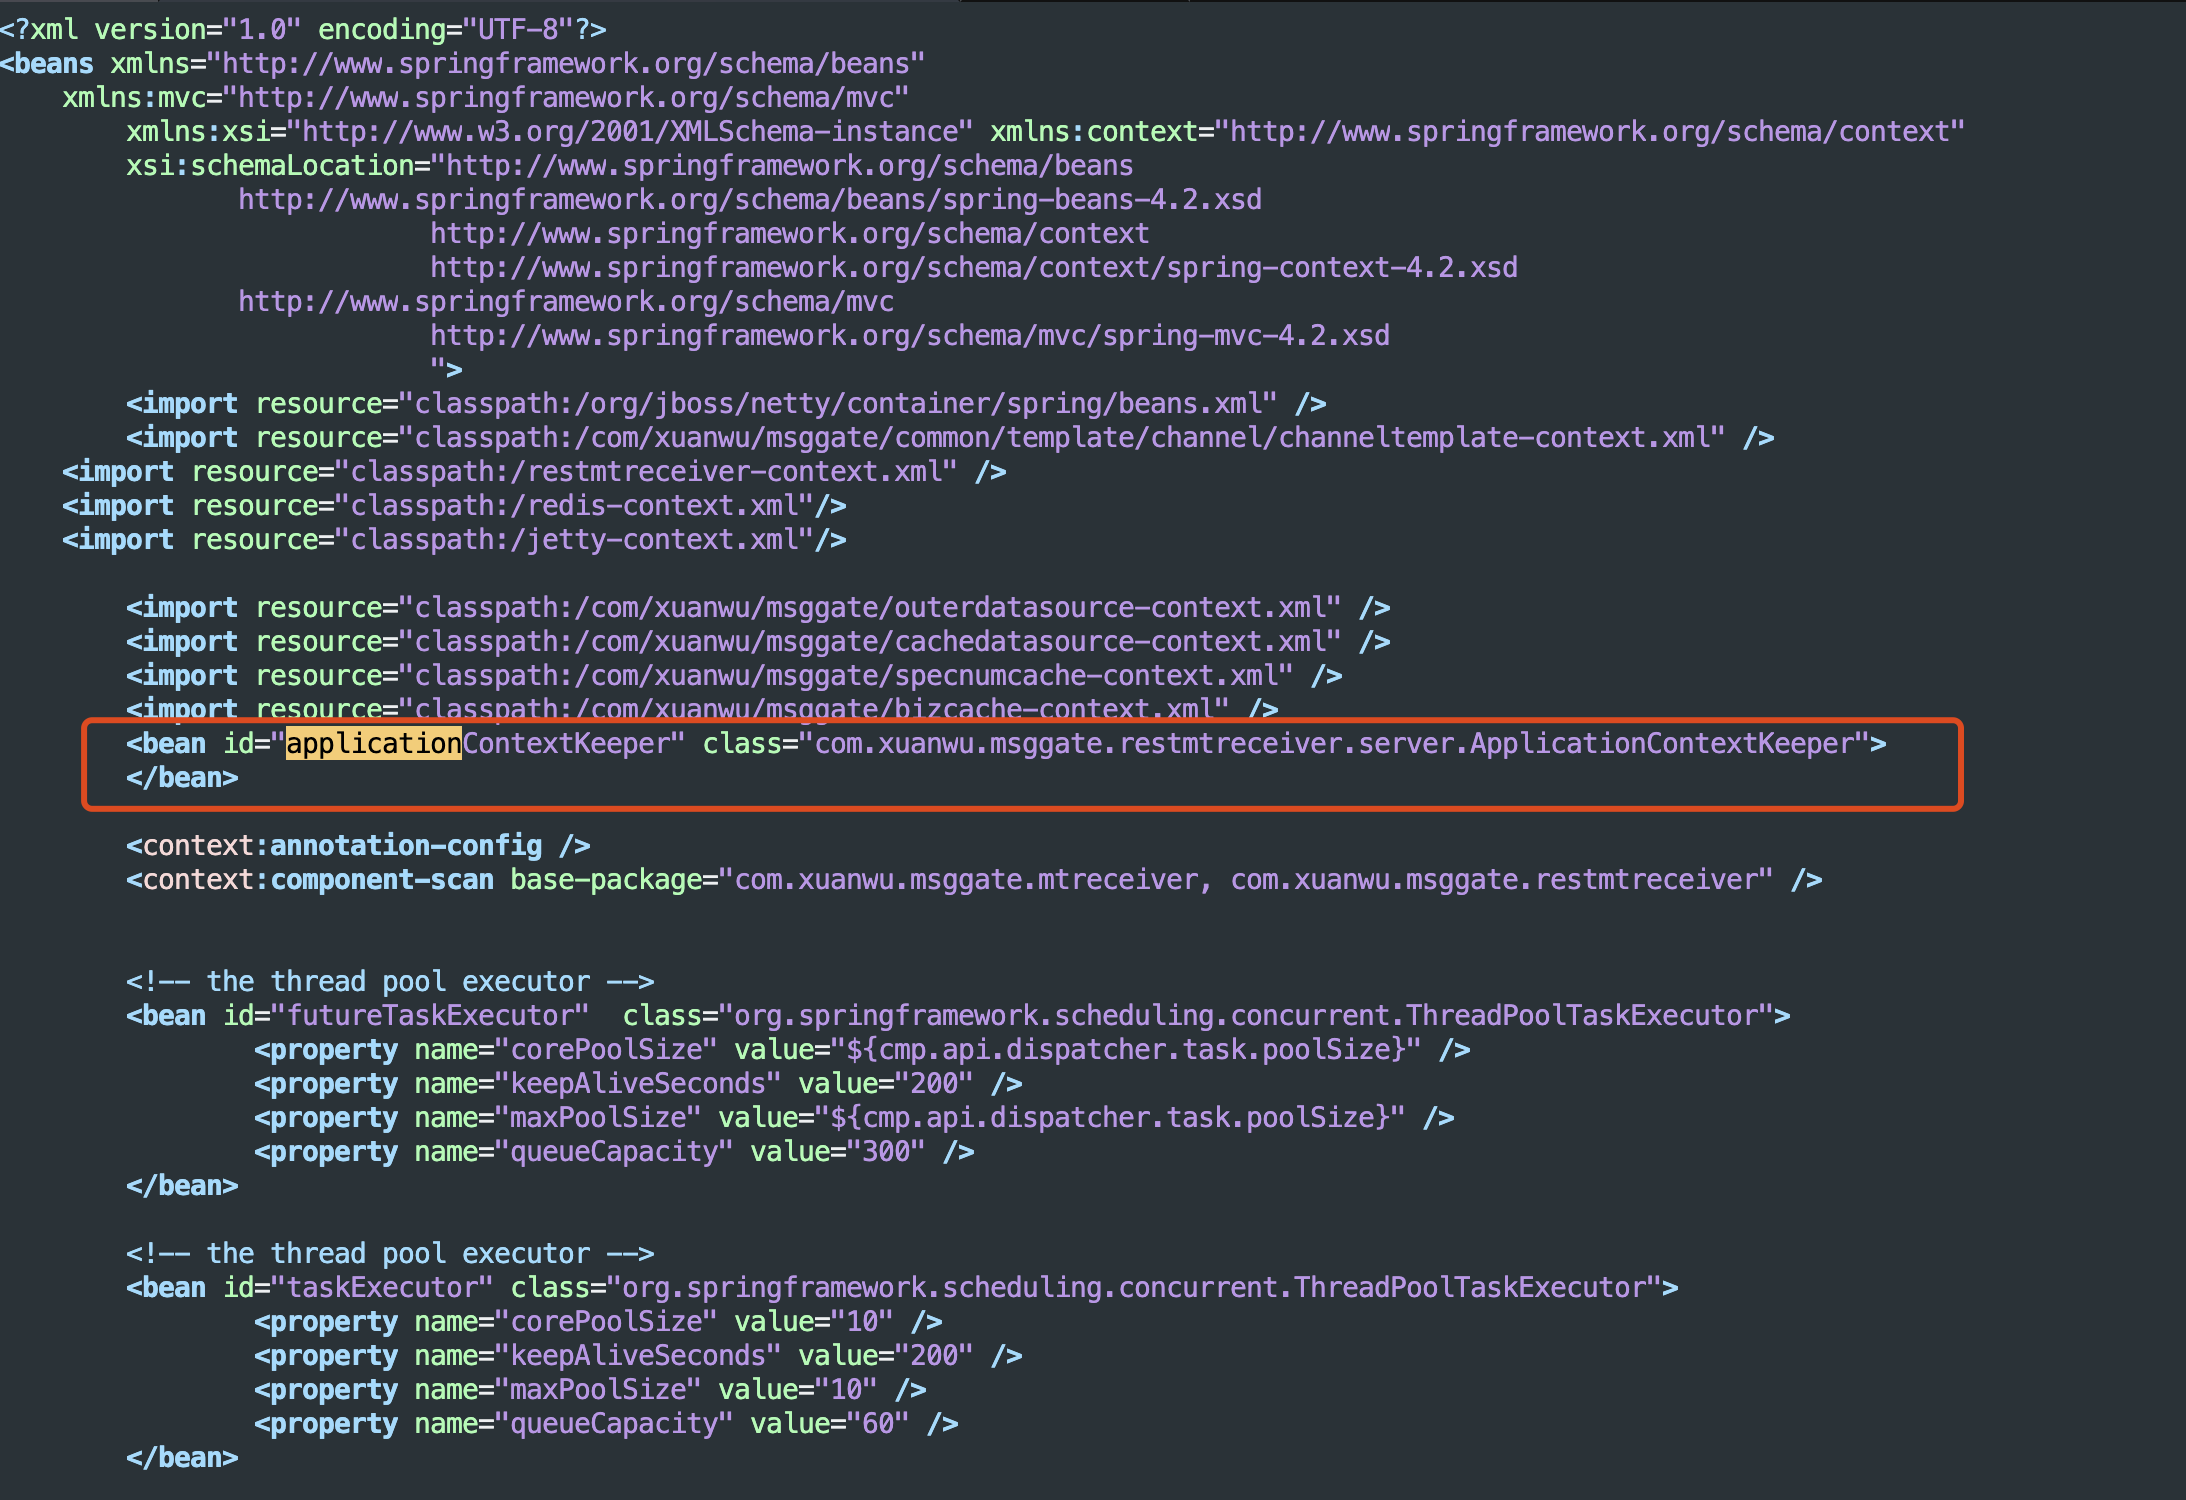 <?xml version="1.0" encoding="UTF-8"?>
<beans xmlns="http://www.springframework.org/schema/beans"
xmlns:mvc="http://www.springframework.org/schema/mvc"
xmlns:xsi="http://www.w3.org/2001/XMLSchema-instance" xmlns:context="http://www.springframework.org/schema/context"
xsi:schemaLocation="http://www.springframework.org/schema/beans
http://www.springframework.org/schema/beans/spring-beans-4.2.xsd
http://www.springframework.org/schema/context
http://www.springframework.org/schema/context/spring-context-4.2.xsd
http://www.springframework.org/schema/mvc
http://www.springframework.org/schema/mvc/spring-mvc-4.2.xsd
">
<import resource="classpath:/org/jboss/netty/container/spring/beans.xml" />
<import resource="classpath:/com/xuanwu/msggate/common/template/channel/channeltemplate-context.xml" />
<import resource="classpath:/restmtreceiver-context.xml" />
<import resource="classpath:/redis-context.xml"/>
<import resource="classpath:/jetty-context.xml"/>
<import resource="classpath:/com/xuanwu/msggate/outerdatasource-context.xml" />
<import resource="classpath:/com/xuanwu/msggate/cachedatasource-context.xml" />
<import resource="classpath:/com/xuanwu/msggate/specnumcache-context.xml" />
<import resource="classpath:/com/xuanwu/msggate/bizcache-context.xml" />
<bean id="applicationContextKeeper" class="com.xuanwu.msggate.restmtreceiver.server.ApplicationContextKeeper">
</bean>
<context:annotation-config />
<context:component-scan base-package="com.xuanwu.msggate.mtreceiver, com.xuanwu.msggate.restmtreceiver" />
<!-- the thread pool executor -->
<bean id="futureTaskExecutor"  class="org.springframework.scheduling.concurrent.ThreadPoolTaskExecutor">
<property name="corePoolSize" value="${cmp.api.dispatcher.task.poolSize}" />
<property name="keepAliveSeconds" value="200" />
<property name="maxPoolSize" value="${cmp.api.dispatcher.task.poolSize}" />
<property name="queueCapacity" value="300" />
</bean>
<!-- the thread pool executor -->
<bean id="taskExecutor" class="org.springframework.scheduling.concurrent.ThreadPoolTaskExecutor">
<property name="corePoolSize" value="10" />
<property name="keepAliveSeconds" value="200" />
<property name="maxPoolSize" value="10" />
<property name="queueCapacity" value="60" />
</bean>